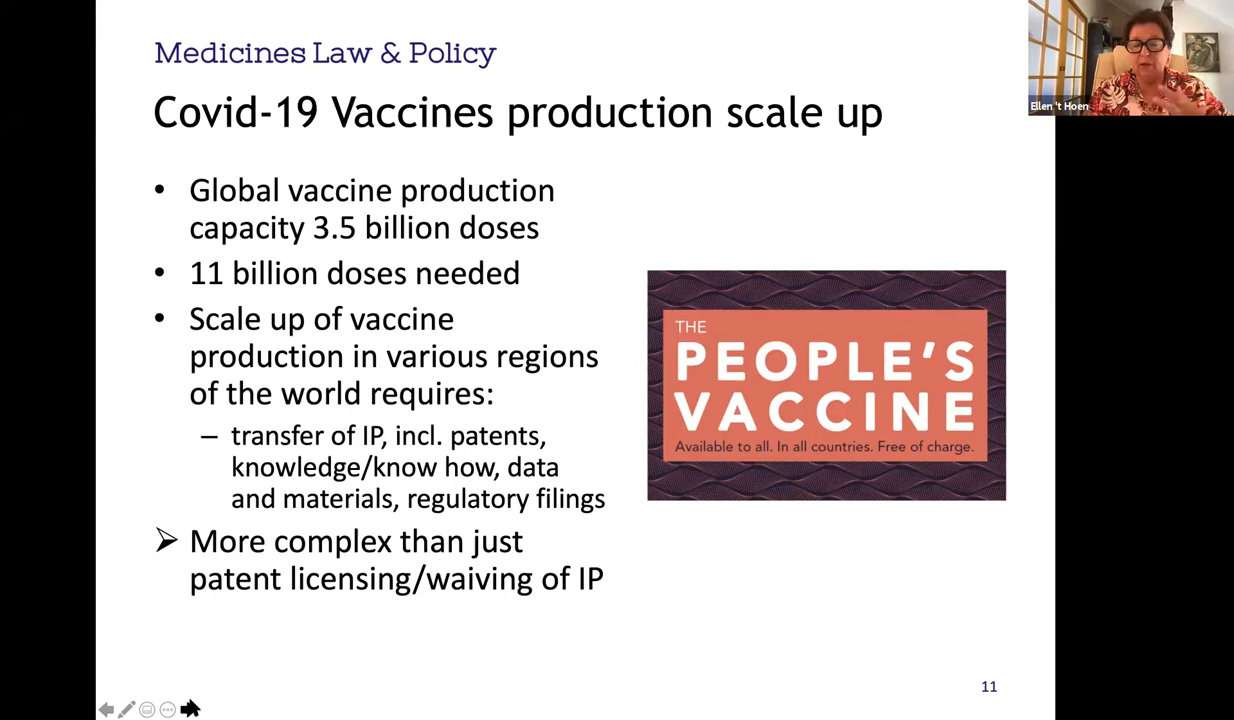 Medicines Law & Policy
Covid-19 Vaccines production scale up
Ellen 't Hoen
• Global vaccine production
capacity 3.5 billion doses
• 11 billion doses needed
• Scale up of vaccine
production in various regions
of the world requires:
– transfer of IP, incl. patents,
knowledge/know how, data
and materials, regulatory filings
➢ More complex than just
patent licensing/waiving of IP
THE
PEOPLE'S
VACCINE
Available to all. In all countries. Free of charge.
11